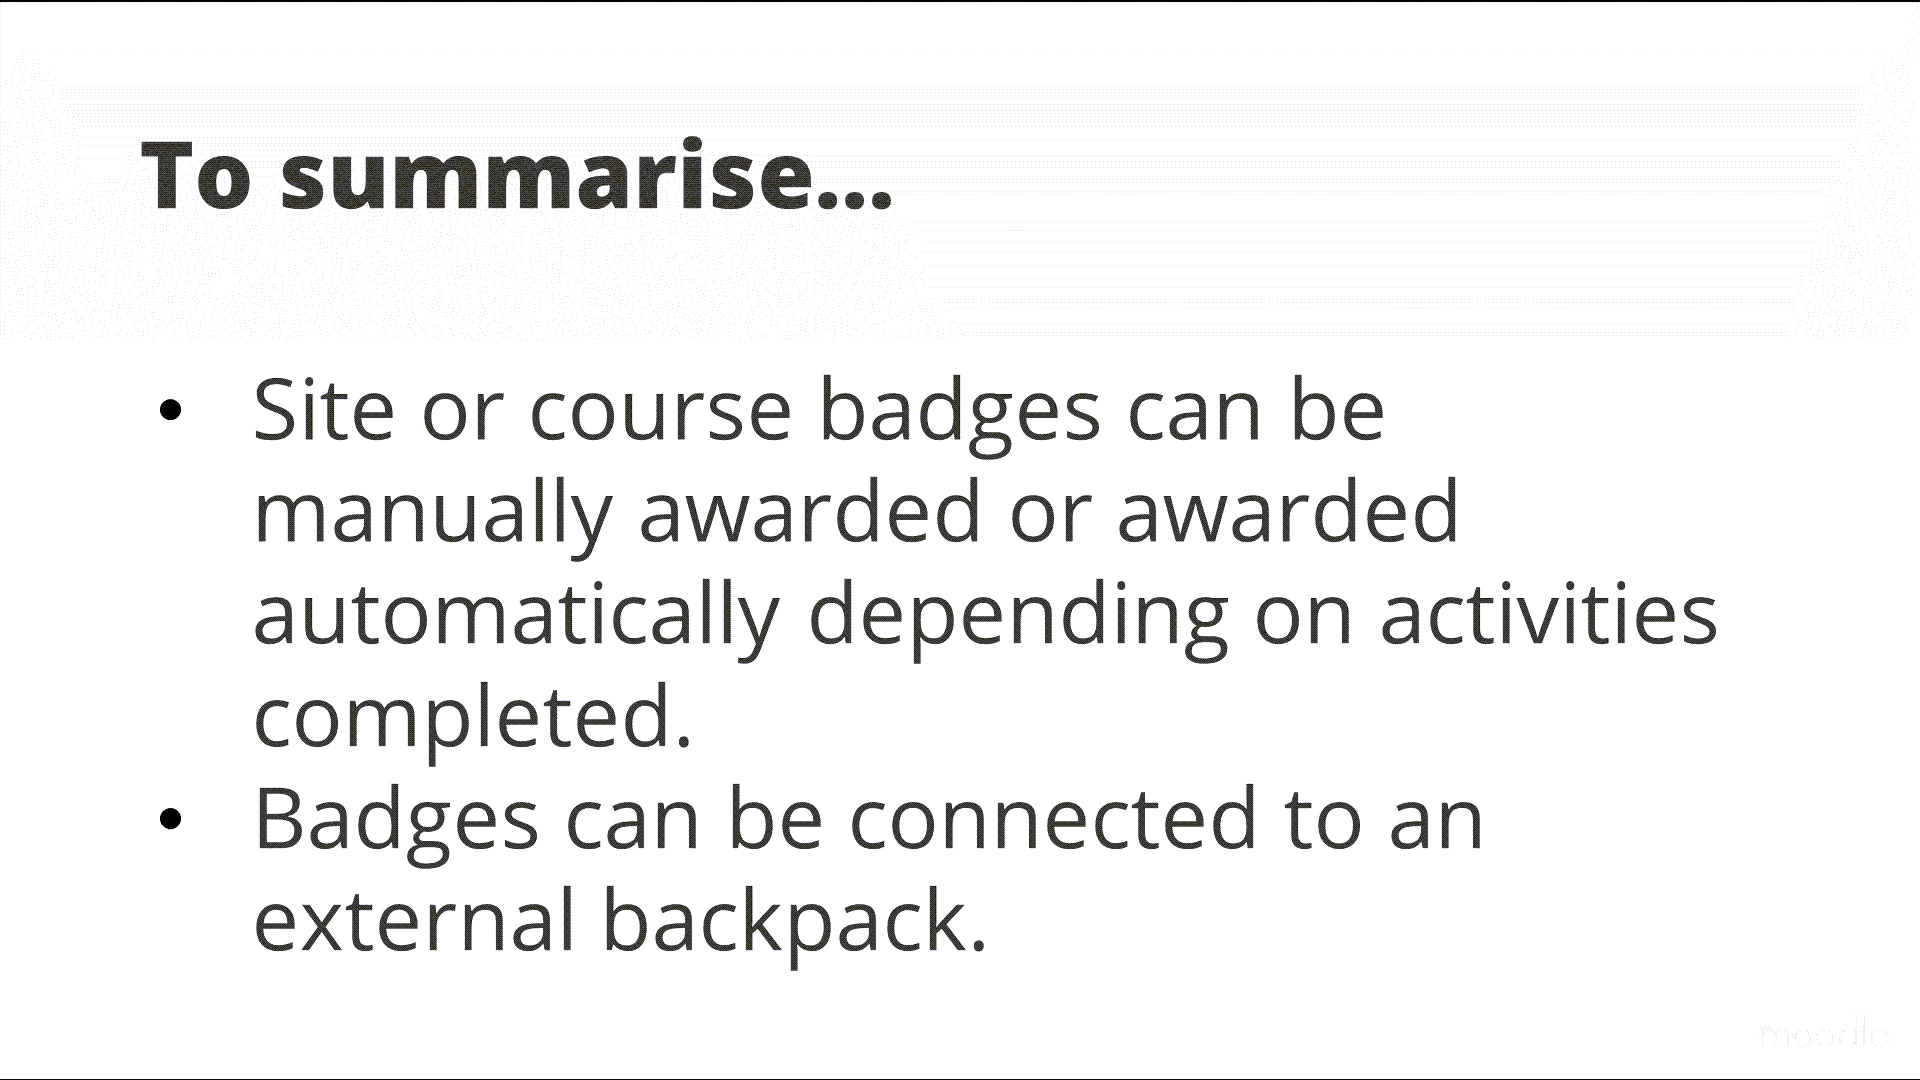 To summarise...
• Site or course badges can be
manually awarded or awarded
automatically depending on activities
completed.
• Badges can be connected to an
external backpack.
moodle